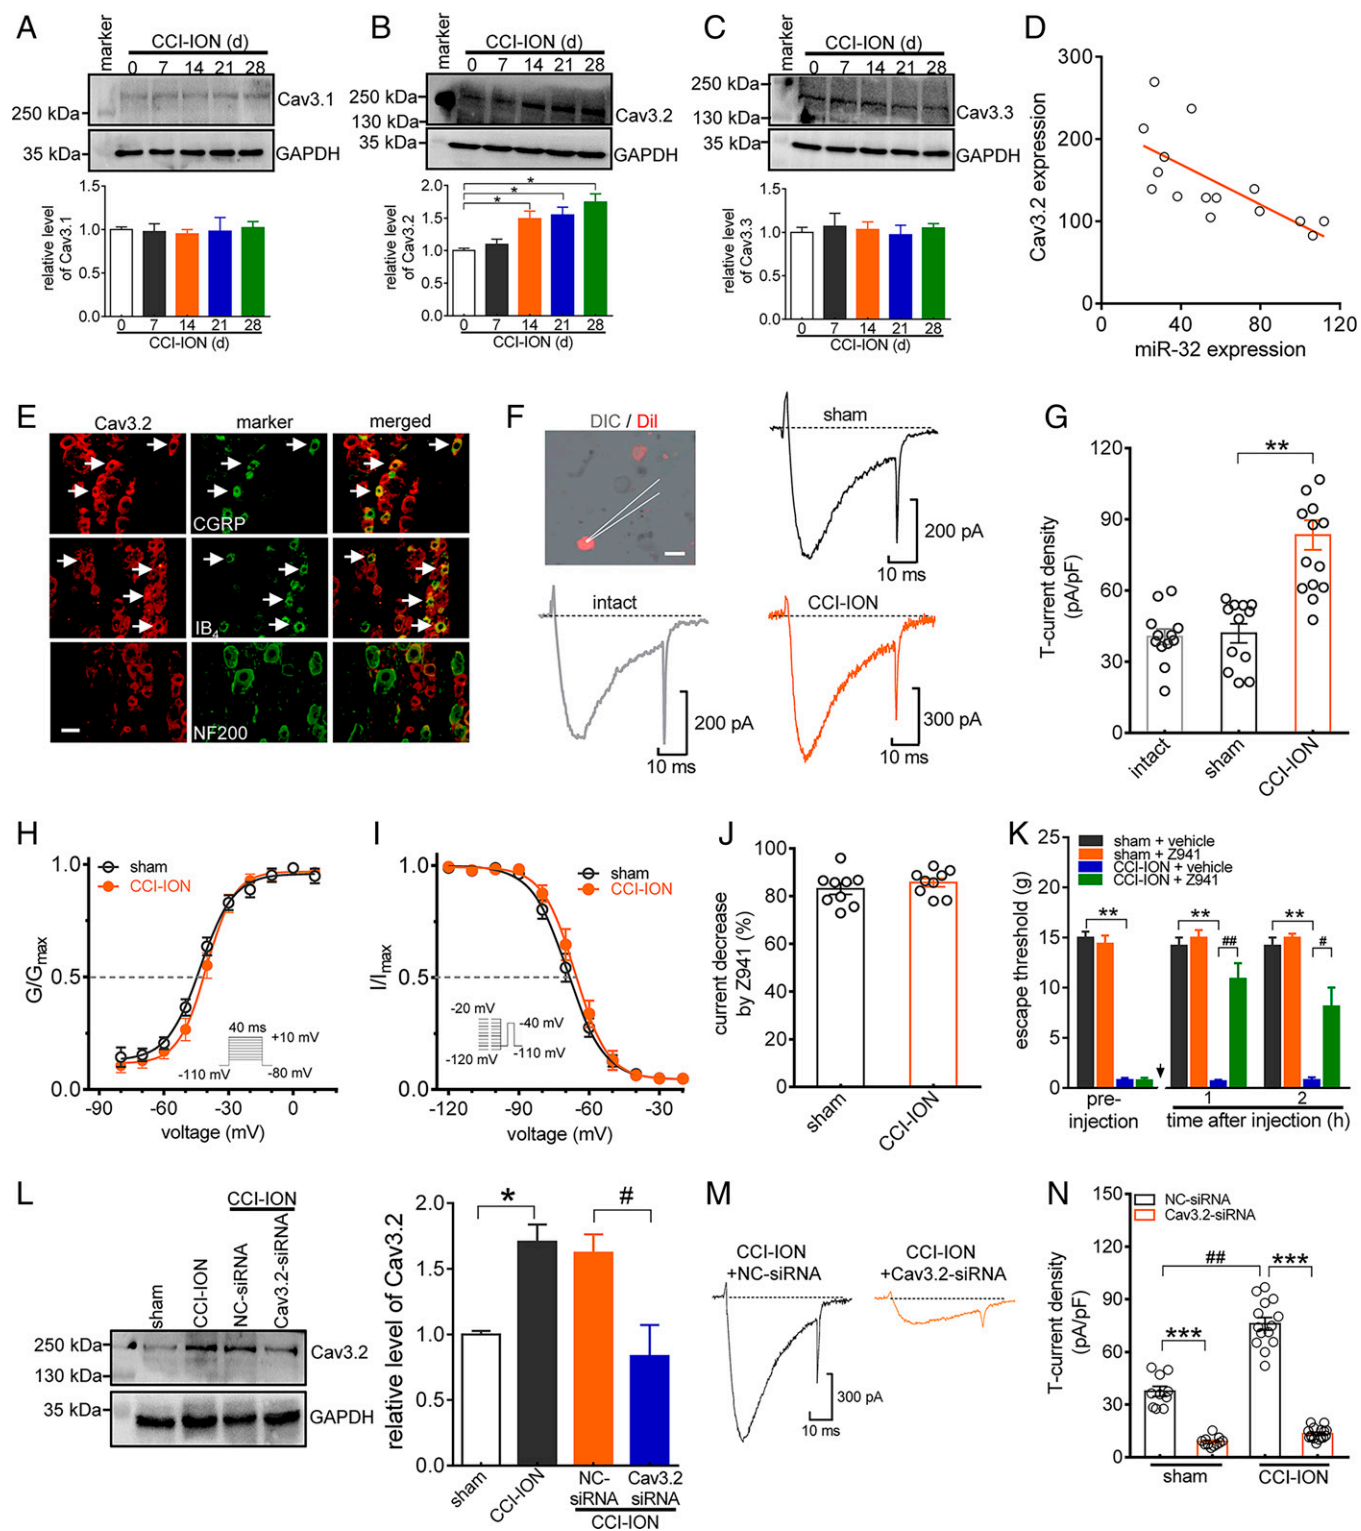 A
marker
CCI-ION (d)
0 7 14 21 28
250 kDa
Cav3.1
35 kDa
GAPDH
relative level of Cav3.1
1.5
1.0
0.5
0.0
0 7 14 21 28
CCI-ION (d)
B
marker
CCI-ION (d)
0 7 14 21 28
250 kDa
130 kDa
Cav3.2
35 kDa
GAPDH
relative level of Cav3.2
2.0
1.5
1.0
0.5
0.0
*
*
*
0 7 14 21 28
CCI-ION (d)
C
marker
CCI-ION (d)
0 7 14 21 28
250 kDa
130 kDa
Cav3.3
35 kDa
GAPDH
relative level of Cav3.3
1.5
1.0
0.5
0.0
0 7 14 21 28
CCI-ION (d)
D
Cav3.2 expression
300
200
100
0
0 40 80 120
miR-32 expression
E
Cav3.2 marker merged
CGRP
IB4
NF200
F
DIC / Dil
sham
200 pA
10 ms
intact
200 pA
10 ms
CCI-ION
300 pA
10 ms
G
T-current density (pA/pF)
120
90
60
30
0
**
intact sham CCI-ION
H
G/Gmax
1.0
0.5
0.0
sham
CCI-ION
40 ms
+10 mV
-110 mV
-80 mV
-90 -60 -30 0
voltage (mV)
I
I/Imax
1.0
0.5
0.0
sham
CCI-ION
-20 mV
-40 mV
-120 mV
-110 mV
-120 -90 -60 -30
voltage (mV)
J
current decrease by Z941 (%)
100
80
60
40
20
0
sham CCI-ION
K
escape threshold (g)
25
20
15
10
5
0
sham + vehicle
sham + Z941
CCI-ION + vehicle
CCI-ION + Z941
** ** **
## #
pre-injection
1 2
time after injection (h)
L
CCI-ION
sham CCI-ION NC-siRNA Cav3.2-siRNA
250 kDa
130 kDa
Cav3.2
35 kDa
GAPDH
relative level of Cav3.2
2.0
1.5
1.0
0.5
0.0
* #
sham CCI-ION NC-siRNA Cav3.2 siRNA
CCI-ION
M
CCI-ION +NC-siRNA
CCI-ION +Cav3.2-siRNA
300 pA
10 ms
N
T-current density (pA/pF)
150
120
90
60
30
0
NC-siRNA
Cav3.2-siRNA
## ***
***
sham CCI-ION